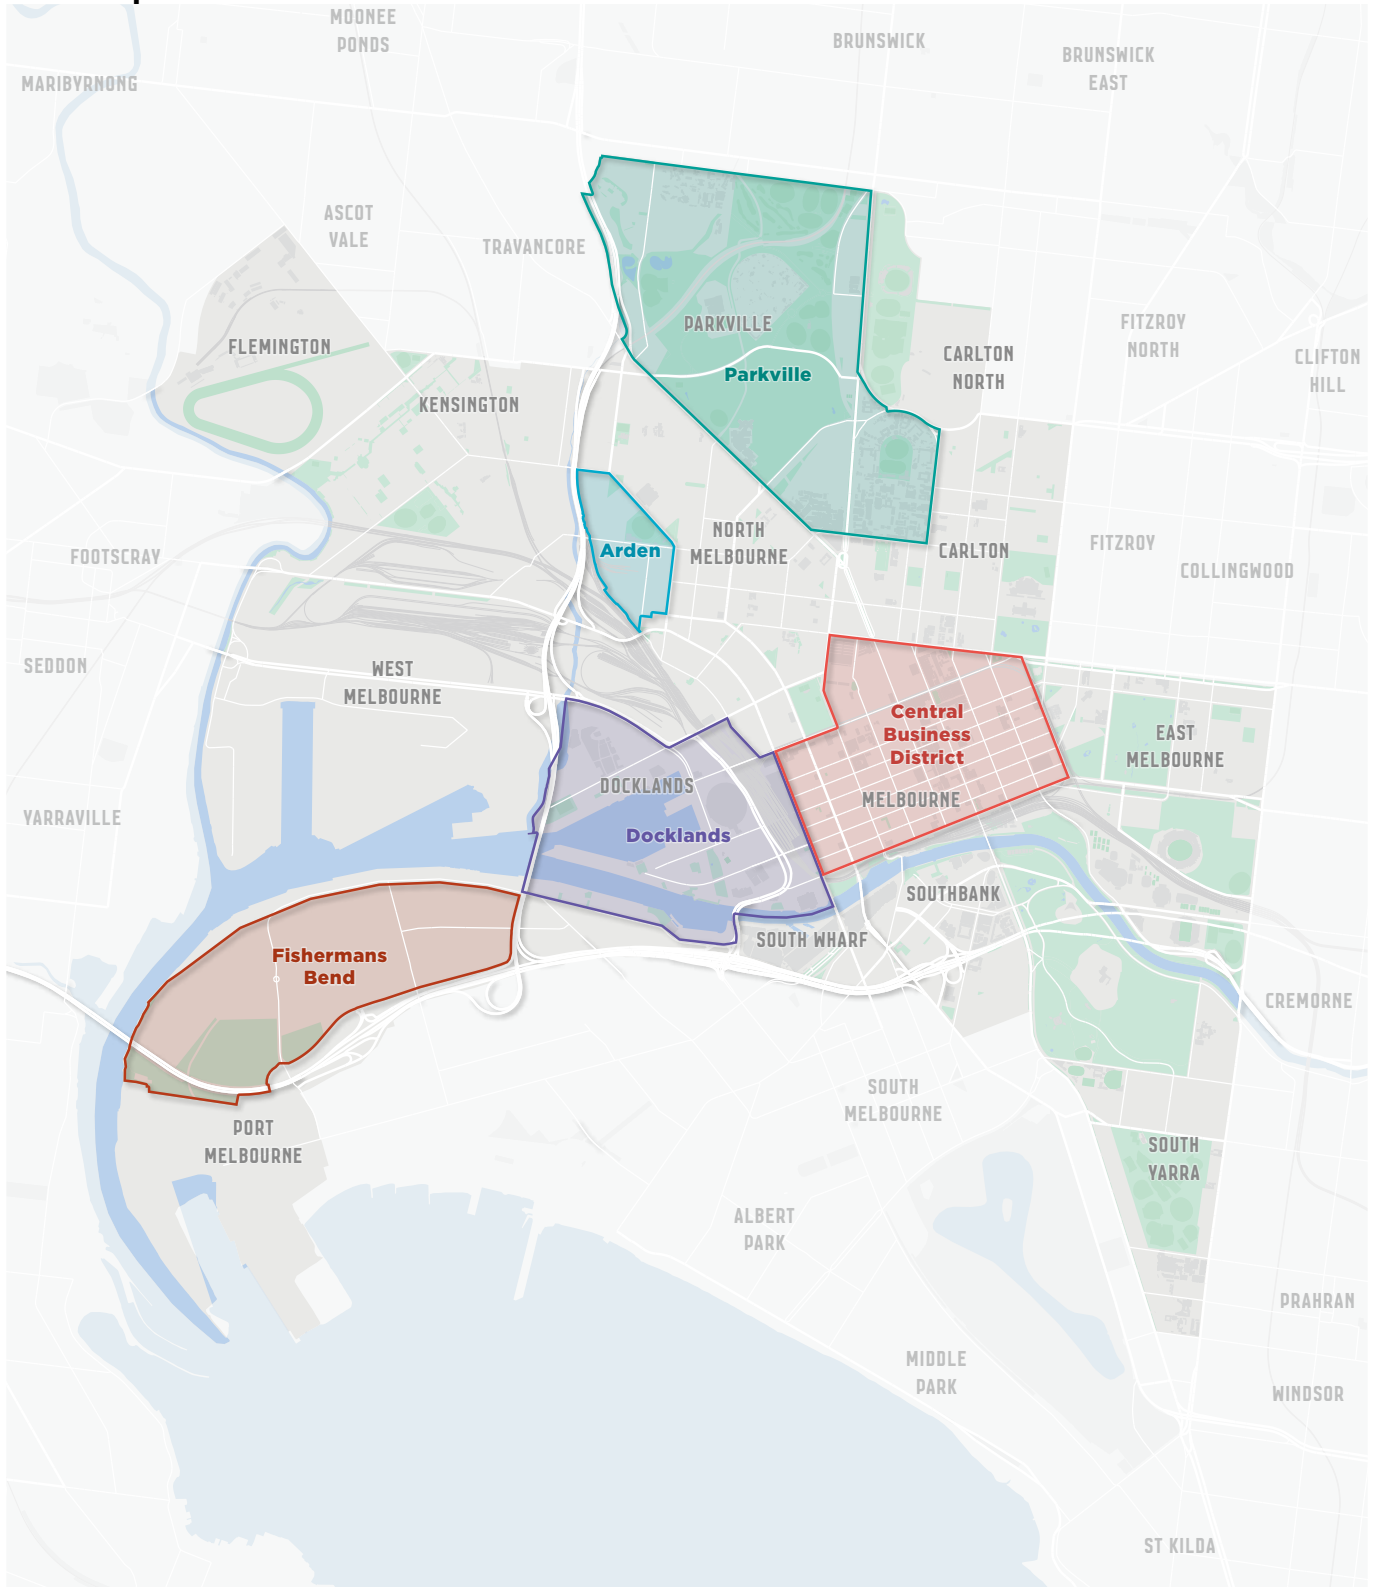 MOONEE
PONDS
BRUNSWICK
BRUNSWICK
EAST
MARIBYRNONG
ASCOT
VALE
TRAVANCORE
PARKVILLE
Parkville
FLEMINGTON
KENSINGTON
CARLTON
NORTH
FITZROY
NORTH
CLIFTON
HILL
Arden
NORTH
MELBOURNE
CARLTON
FITZROY
COLLINGWOOD
FOOTSCRAY
SEDDON
WEST
MELBOURNE
Central
Business
District
MELBOURNE
EAST
MELBOURNE
DOCKLANDS
Docklands
YARRAVILLE
SOUTHBANK
SOUTH WHARF
Fishermans
Bend
CREMORNE
PORT
MELBOURNE
SOUTH
MELBOURNE
SOUTH
YARRA
ALBERT
PARK
PRAHRAN
MIDDLE
PARK
WINDSOR
ST KILDA